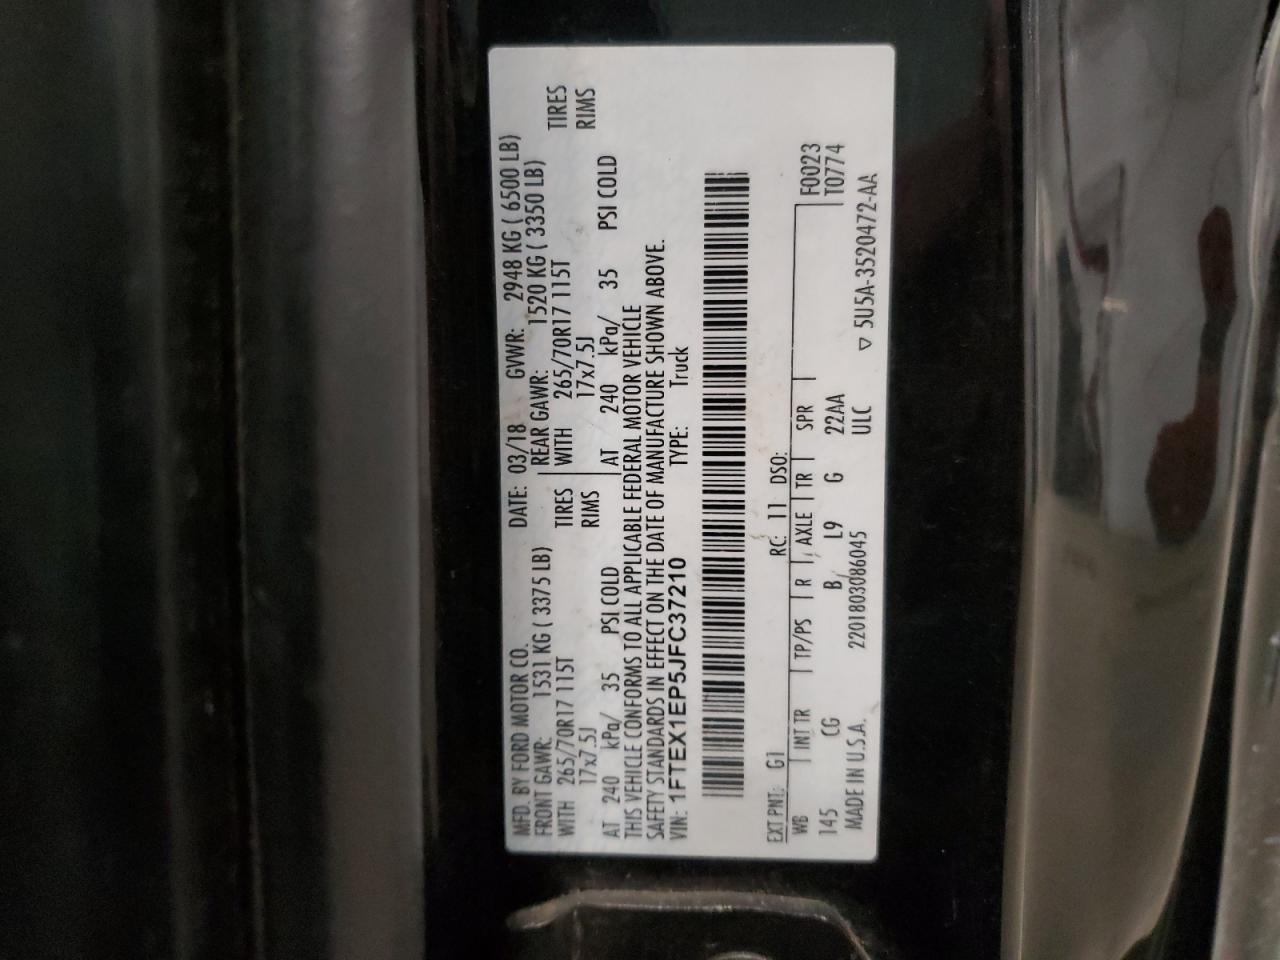 MFD. BY FORD MOTOR CO. DATE: 03/18 GVWR: 2948 KG ( 6500 LB)
FRONT GAWR: 1531 KG ( 3375 LB) REAR GAWR: 1520 KG ( 3350 LB)
WITH 265/70R17 115T TIRES WITH 265/70R17 115T TIRES
17x7.5J RIMS 17x7.5J RIMS
AT 240 kPa/ 35 PSI COLD AT 240 kPa/ 35 PSI COLD
THIS VEHICLE CONFORMS TO ALL APPLICABLE FEDERAL MOTOR VEHICLE
SAFETY STANDARDS IN EFFECT ON THE DATE OF MANUFACTURE SHOWN ABOVE.
VIN: 1FTEX1EP5JFC37210 TYPE: Truck
EXT PNT: G1 RC: 11 DSO:
WB INT TR TP/PS R AXLE TR SPR F0023
145 CG B L9 G 22AA T0774
MADE IN U.S.A. 2201803086045 ULC ▽ 5U5A-3520472-AA